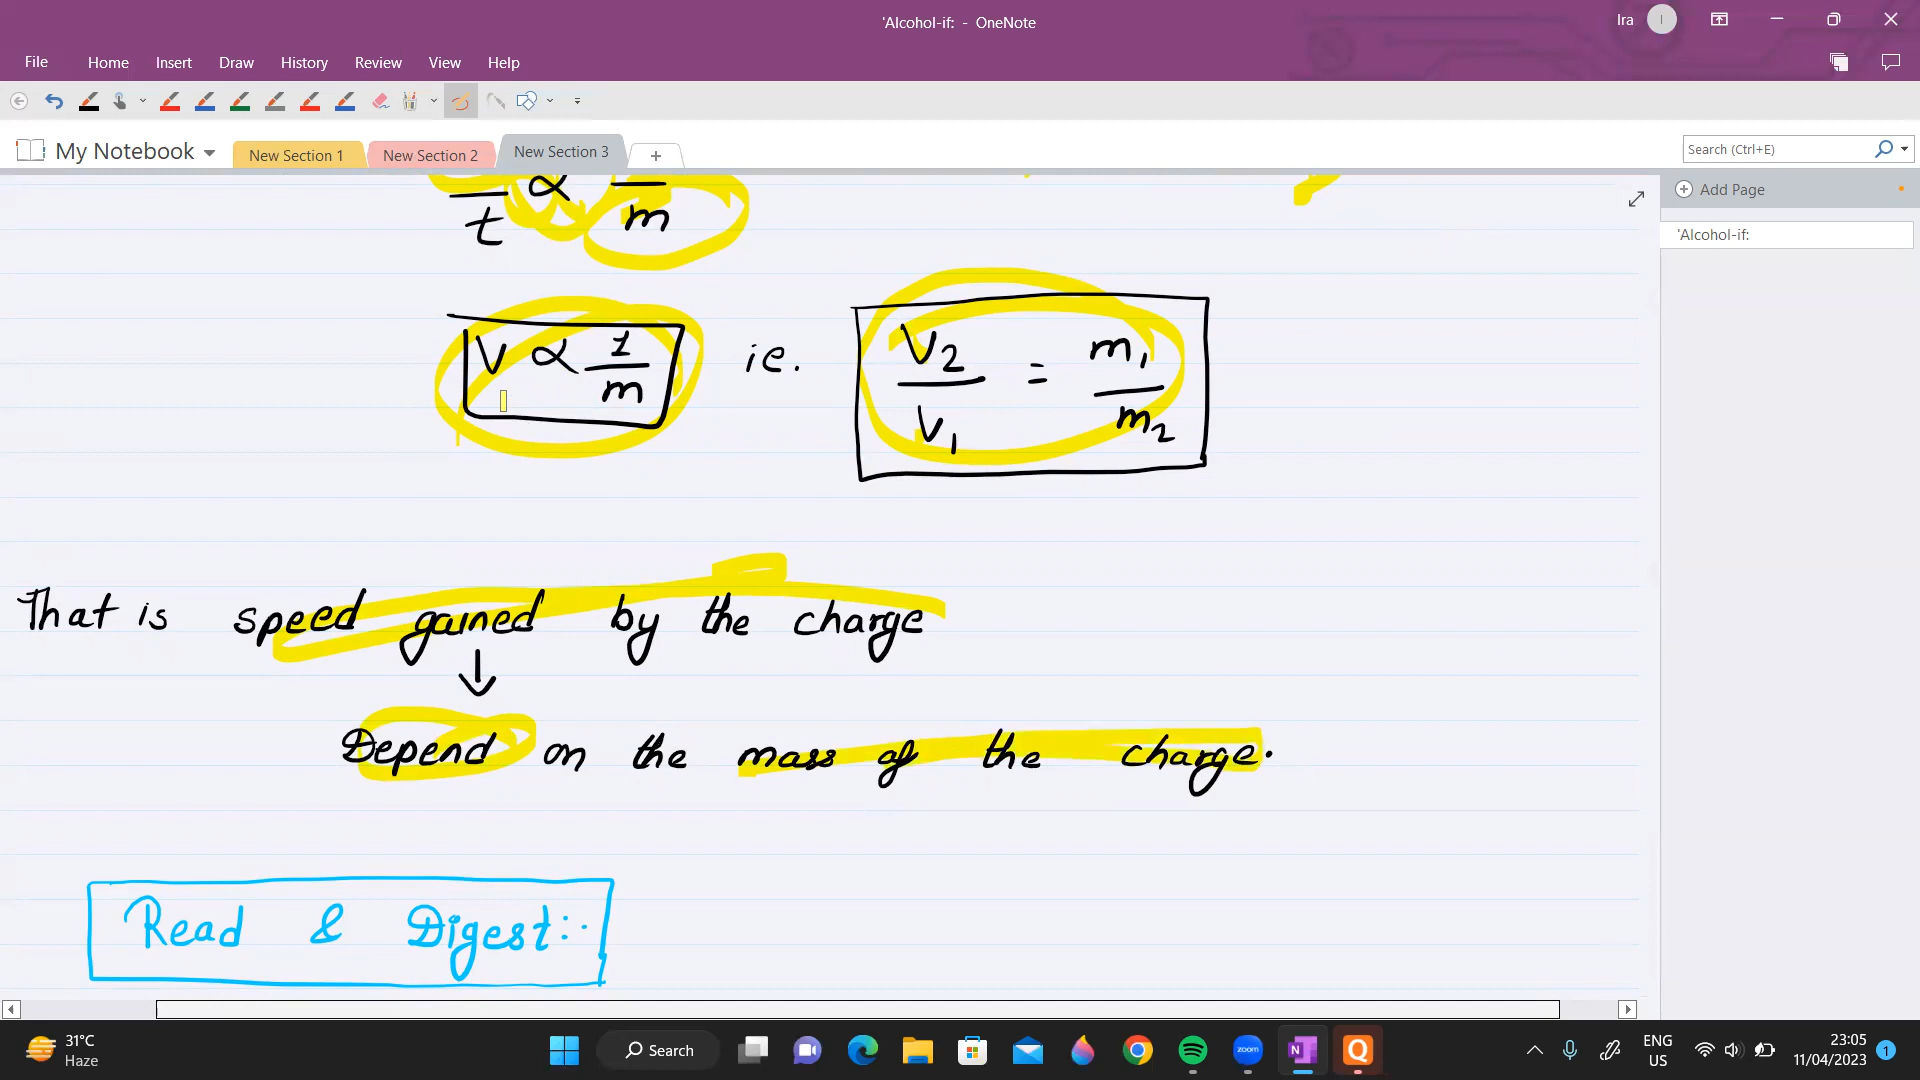 'Alcohol-if: - OneNote
Ira
I
File Home Insert Draw History Review View Help
My Notebook
New Section 1
New Section 2
New Section 3
Search (Ctrl+E)
Add Page
'Alcohol-if:
t ∝ m
V ∝ 1/m ie. V2/V1 = m1/m2
That is speed gained by the charge
↓
Depend on the mass of the charge.
Read & Digest:-
31°C
Haze
Search
zoom
N
Q
ENG
US
23:05
11/04/2023
1